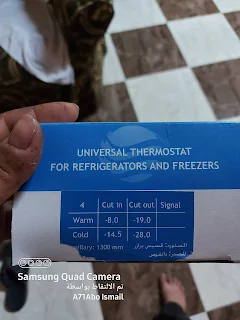 UNIVERSAL THERMOSTAT
FOR REFRIGERATORS AND FREEZERS
4 Cut in Cut out Signal
Warm -8.0 -19.0
Cold -14.5 -28.0
pillary: 1300 mm
Samsung Quad Camera
تم الالتقاط بواسطة
A71Abo Ismail